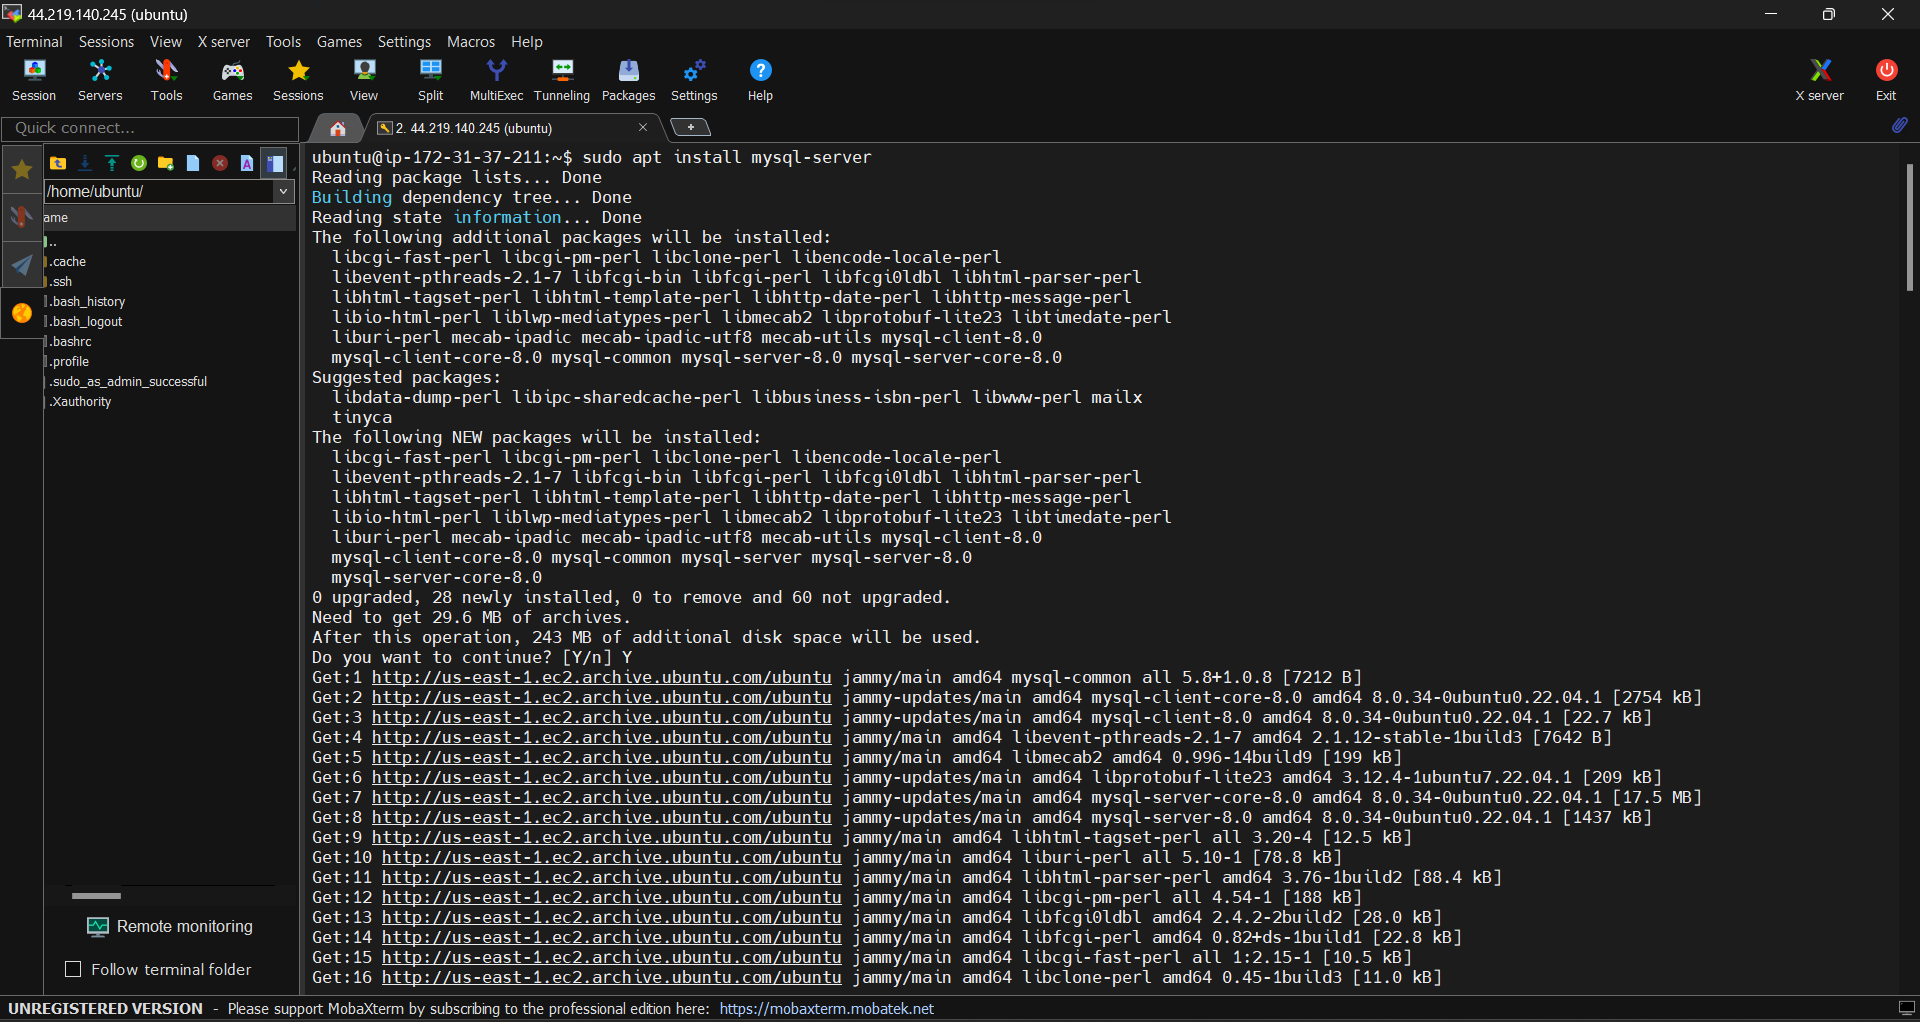 44.219.140.245 (ubuntu)
Terminal Sessions View X server Tools Games Settings Macros Help
Session Servers Tools Games Sessions View Split MultiExec Tunneling Packages Settings Help X server Exit
Quick connect...
2. 44.219.140.245 (ubuntu)
/home/ubuntu/
ame
..
.cache
.ssh
.bash_history
.bash_logout
.bashrc
.profile
.sudo_as_admin_successful
.Xauthority
Remote monitoring
Follow terminal folder
ubuntu@ip-172-31-37-211:~$ sudo apt install mysql-server
Reading package lists... Done
Building dependency tree... Done
Reading state information... Done
The following additional packages will be installed:
libcgi-fast-perl libcgi-pm-perl libclone-perl libencode-locale-perl
libevent-pthreads-2.1-7 libfcgi-bin libfcgi-perl libfcgi0ldbl libhtml-parser-perl
libhtml-tagset-perl libhtml-template-perl libhttp-date-perl libhttp-message-perl
libio-html-perl liblwp-mediatypes-perl libmecab2 libprotobuf-lite23 libtimedate-perl
liburi-perl mecab-ipadic mecab-ipadic-utf8 mecab-utils mysql-client-8.0
mysql-client-core-8.0 mysql-common mysql-server-8.0 mysql-server-core-8.0
Suggested packages:
libdata-dump-perl libipc-sharedcache-perl libbusiness-isbn-perl libwww-perl mailx
tinyca
The following NEW packages will be installed:
libcgi-fast-perl libcgi-pm-perl libclone-perl libencode-locale-perl
libevent-pthreads-2.1-7 libfcgi-bin libfcgi-perl libfcgi0ldbl libhtml-parser-perl
libhtml-tagset-perl libhtml-template-perl libhttp-date-perl libhttp-message-perl
libio-html-perl liblwp-mediatypes-perl libmecab2 libprotobuf-lite23 libtimedate-perl
liburi-perl mecab-ipadic mecab-ipadic-utf8 mecab-utils mysql-client-8.0
mysql-client-core-8.0 mysql-common mysql-server mysql-server-8.0
mysql-server-core-8.0
0 upgraded, 28 newly installed, 0 to remove and 60 not upgraded.
Need to get 29.6 MB of archives.
After this operation, 243 MB of additional disk space will be used.
Do you want to continue? [Y/n] Y
Get:1 http://us-east-1.ec2.archive.ubuntu.com/ubuntu jammy/main amd64 mysql-common all 5.8+1.0.8 [7212 B]
Get:2 http://us-east-1.ec2.archive.ubuntu.com/ubuntu jammy-updates/main amd64 mysql-client-core-8.0 amd64 8.0.34-0ubuntu0.22.04.1 [2754 kB]
Get:3 http://us-east-1.ec2.archive.ubuntu.com/ubuntu jammy-updates/main amd64 mysql-client-8.0 amd64 8.0.34-0ubuntu0.22.04.1 [22.7 kB]
Get:4 http://us-east-1.ec2.archive.ubuntu.com/ubuntu jammy/main amd64 libevent-pthreads-2.1-7 amd64 2.1.12-stable-1build3 [7642 B]
Get:5 http://us-east-1.ec2.archive.ubuntu.com/ubuntu jammy/main amd64 libmecab2 amd64 0.996-14build9 [199 kB]
Get:6 http://us-east-1.ec2.archive.ubuntu.com/ubuntu jammy-updates/main amd64 libprotobuf-lite23 amd64 3.12.4-1ubuntu7.22.04.1 [209 kB]
Get:7 http://us-east-1.ec2.archive.ubuntu.com/ubuntu jammy-updates/main amd64 mysql-server-core-8.0 amd64 8.0.34-0ubuntu0.22.04.1 [17.5 MB]
Get:8 http://us-east-1.ec2.archive.ubuntu.com/ubuntu jammy-updates/main amd64 mysql-server-8.0 amd64 8.0.34-0ubuntu0.22.04.1 [1437 kB]
Get:9 http://us-east-1.ec2.archive.ubuntu.com/ubuntu jammy/main amd64 libhtml-tagset-perl all 3.20-4 [12.5 kB]
Get:10 http://us-east-1.ec2.archive.ubuntu.com/ubuntu jammy/main amd64 liburi-perl all 5.10-1 [78.8 kB]
Get:11 http://us-east-1.ec2.archive.ubuntu.com/ubuntu jammy/main amd64 libhtml-parser-perl amd64 3.76-1build2 [88.4 kB]
Get:12 http://us-east-1.ec2.archive.ubuntu.com/ubuntu jammy/main amd64 libcgi-pm-perl all 4.54-1 [188 kB]
Get:13 http://us-east-1.ec2.archive.ubuntu.com/ubuntu jammy/main amd64 libfcgi0ldbl amd64 2.4.2-2build2 [28.0 kB]
Get:14 http://us-east-1.ec2.archive.ubuntu.com/ubuntu jammy/main amd64 libfcgi-perl amd64 0.82+ds-1build1 [22.8 kB]
Get:15 http://us-east-1.ec2.archive.ubuntu.com/ubuntu jammy/main amd64 libcgi-fast-perl all 1:2.15-1 [10.5 kB]
Get:16 http://us-east-1.ec2.archive.ubuntu.com/ubuntu jammy/main amd64 libclone-perl amd64 0.45-1build3 [11.0 kB]
UNREGISTERED VERSION - Please support MobaXterm by subscribing to the professional edition here: https://mobaxterm.mobatek.net